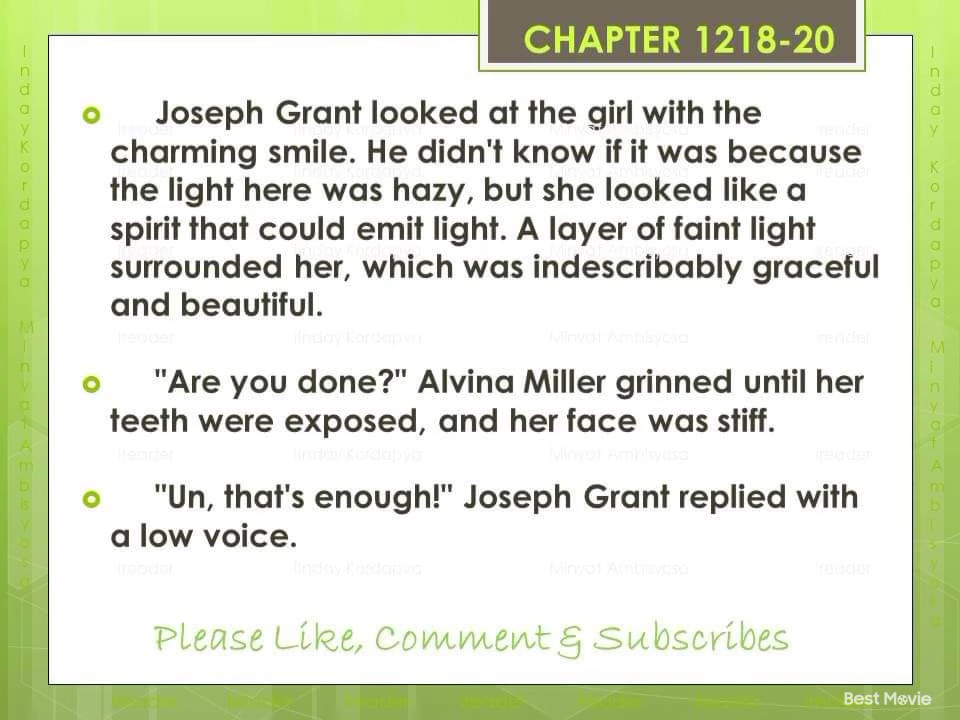 CHAPTER 1218-20
Joseph Grant looked at the girl with the
charming smile. He didn't know if it was because
the light here was hazy, but she looked like a
spirit that could emit light. A layer of faint light
surrounded her, which was indescribably graceful
and beautiful.
"Are you done?" Alvina Miller grinned until her
teeth were exposed, and her face was stiff.
"Un, that's enough!" Joseph Grant replied with
a low voice.
Please Like, Comment & Subscribes
Best Movie